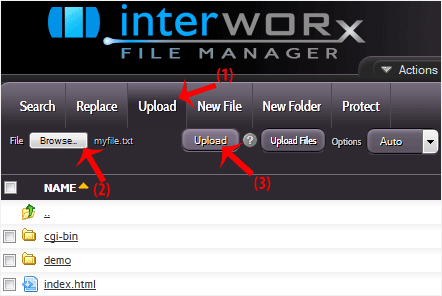 interworx
FILE MANAGER
(1)
Actions
Search Replace Upload New File New Folder Protect
File Browse.. myfile.txt Upload ? Upload Files Options Auto
(2)
(3)
NAME
..
cgi-bin
demo
index.html